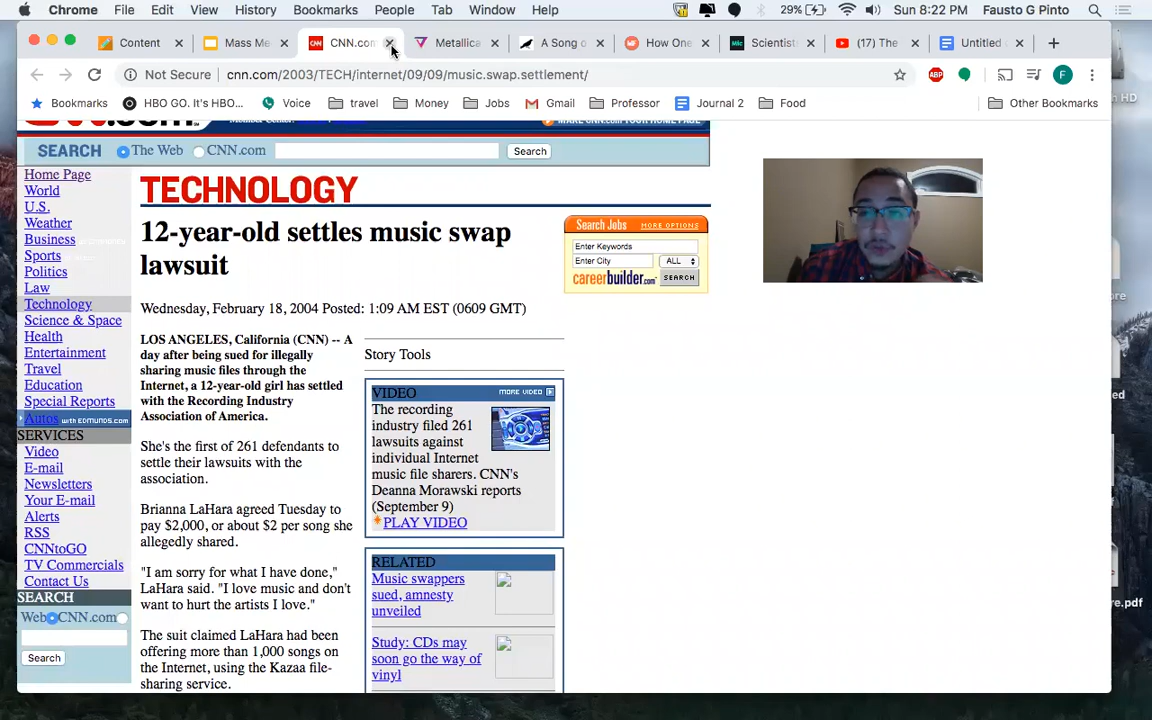 Chrome File Edit View History Bookmarks People Tab Window Help 29% Sun 8:22 PM Fausto G Pinto
Content Mass Me CNN.com Metallica A Song o How One Scientist (17) The Untitled
Not Secure cnn.com/2003/TECH/internet/09/09/music.swap.settlement/
Bookmarks HBO GO. It's HBO... Voice travel Money Jobs Gmail Professor Journal 2 Food Other Bookmarks
SEARCH The Web CNN.com Search
Home Page
World
U.S.
Weather
Business
Sports
Politics
Law
Technology
Science & Space
Health
Entertainment
Travel
Education
Special Reports
Autos with EDMUNDS.com
SERVICES
Video
E-mail
Newsletters
Your E-mail
Alerts
RSS
CNNtoGO
TV Commercials
Contact Us
SEARCH
Web CNN.com
Search
TECHNOLOGY
12-year-old settles music swap
lawsuit
Wednesday, February 18, 2004 Posted: 1:09 AM EST (0609 GMT)
LOS ANGELES, California (CNN) -- A
day after being sued for illegally
sharing music files through the
Internet, a 12-year-old girl has settled
with the Recording Industry
Association of America.
She's the first of 261 defendants to
settle their lawsuits with the
association.
Brianna LaHara agreed Tuesday to
pay $2,000, or about $2 per song she
allegedly shared.
"I am sorry for what I have done,"
LaHara said. "I love music and don't
want to hurt the artists I love."
The suit claimed LaHara had been
offering more than 1,000 songs on
the Internet, using the Kazaa file-
sharing service.
Story Tools
VIDEO MORE VIDEO
The recording
industry filed 261
lawsuits against
individual Internet
music file sharers. CNN's
Deanna Morawski reports
(September 9)
PLAY VIDEO
RELATED
Music swappers
sued, amnesty
unveiled
Study: CDs may
soon go the way of
vinyl
Search Jobs MORE OPTIONS
Enter Keywords
Enter City ALL
careerbuilder.com SEARCH
.pdf